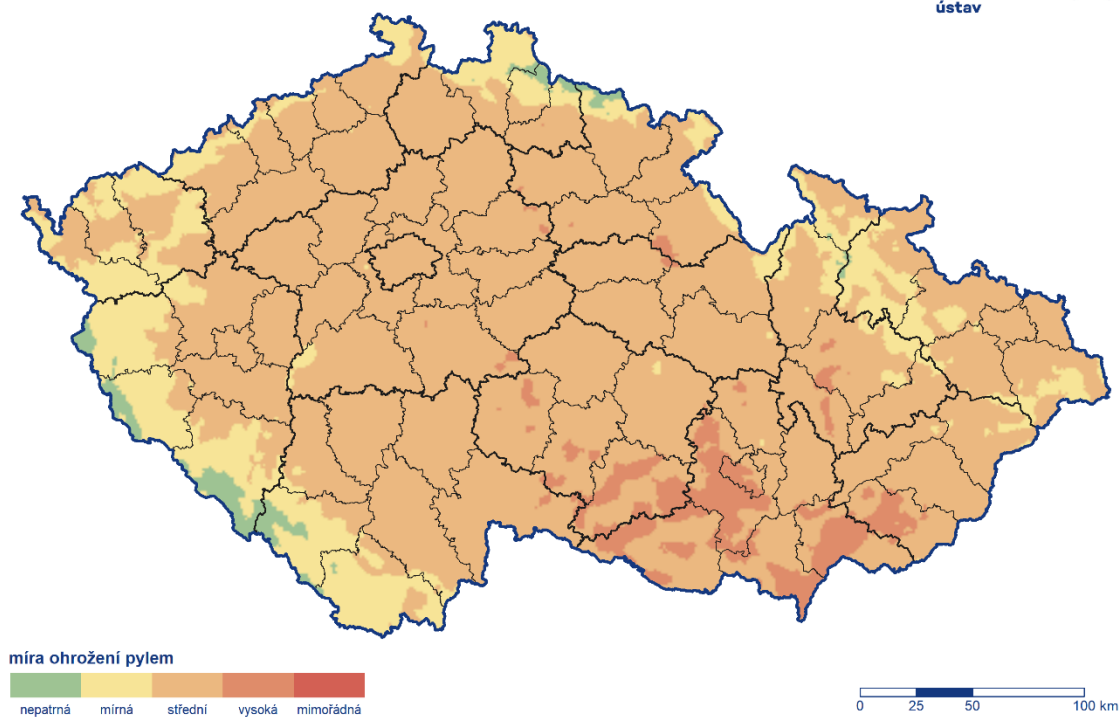 ústav
míra ohrožení pylem
nepatrná mírná střední vysoká mimořádná
0 25 50 100 km